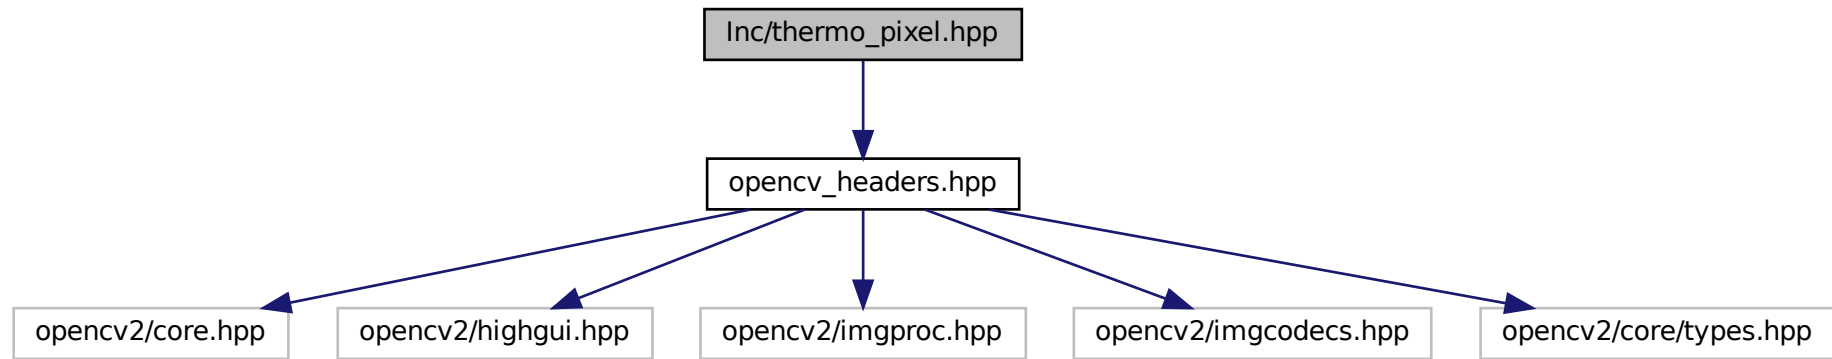 Inc/thermo_pixel.hpp
opencv_headers.hpp
opencv2/core.hpp
opencv2/highgui.hpp
opencv2/imgproc.hpp
opencv2/imgcodecs.hpp
opencv2/core/types.hpp